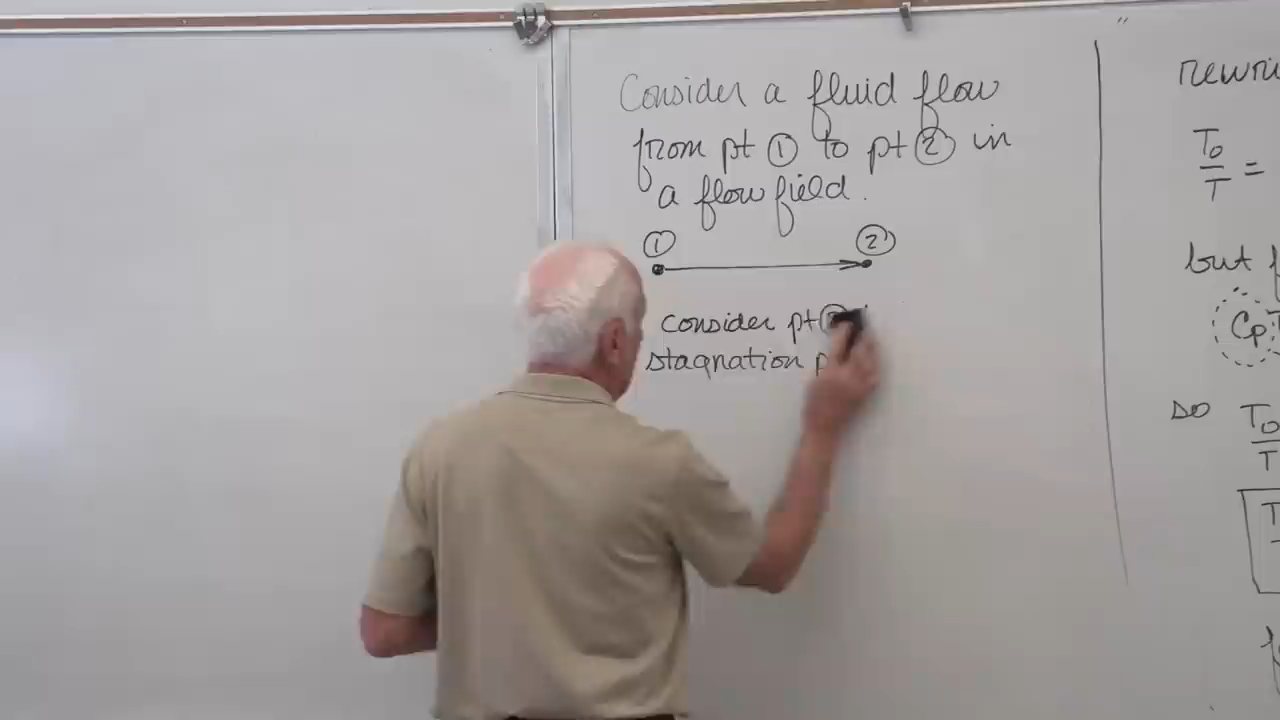 Consider a fluid flow
from pt ① to pt ② in
a flow field.
① ②
Consider pt
stagnation
T₀/T =
but
Cp
so T₀/T